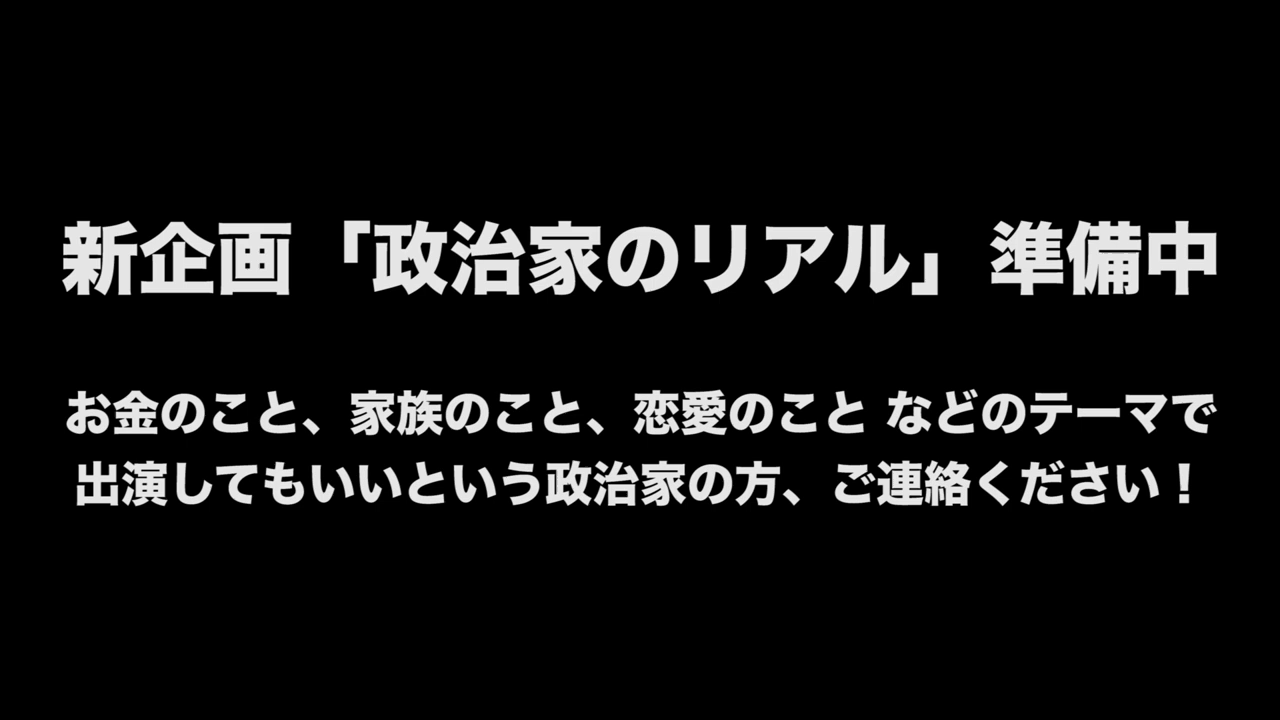 新企画「政治家のリアル」準備中
お金のこと、家族のこと、恋愛のこと などのテーマで
出演してもいいという政治家の方、ご連絡ください！